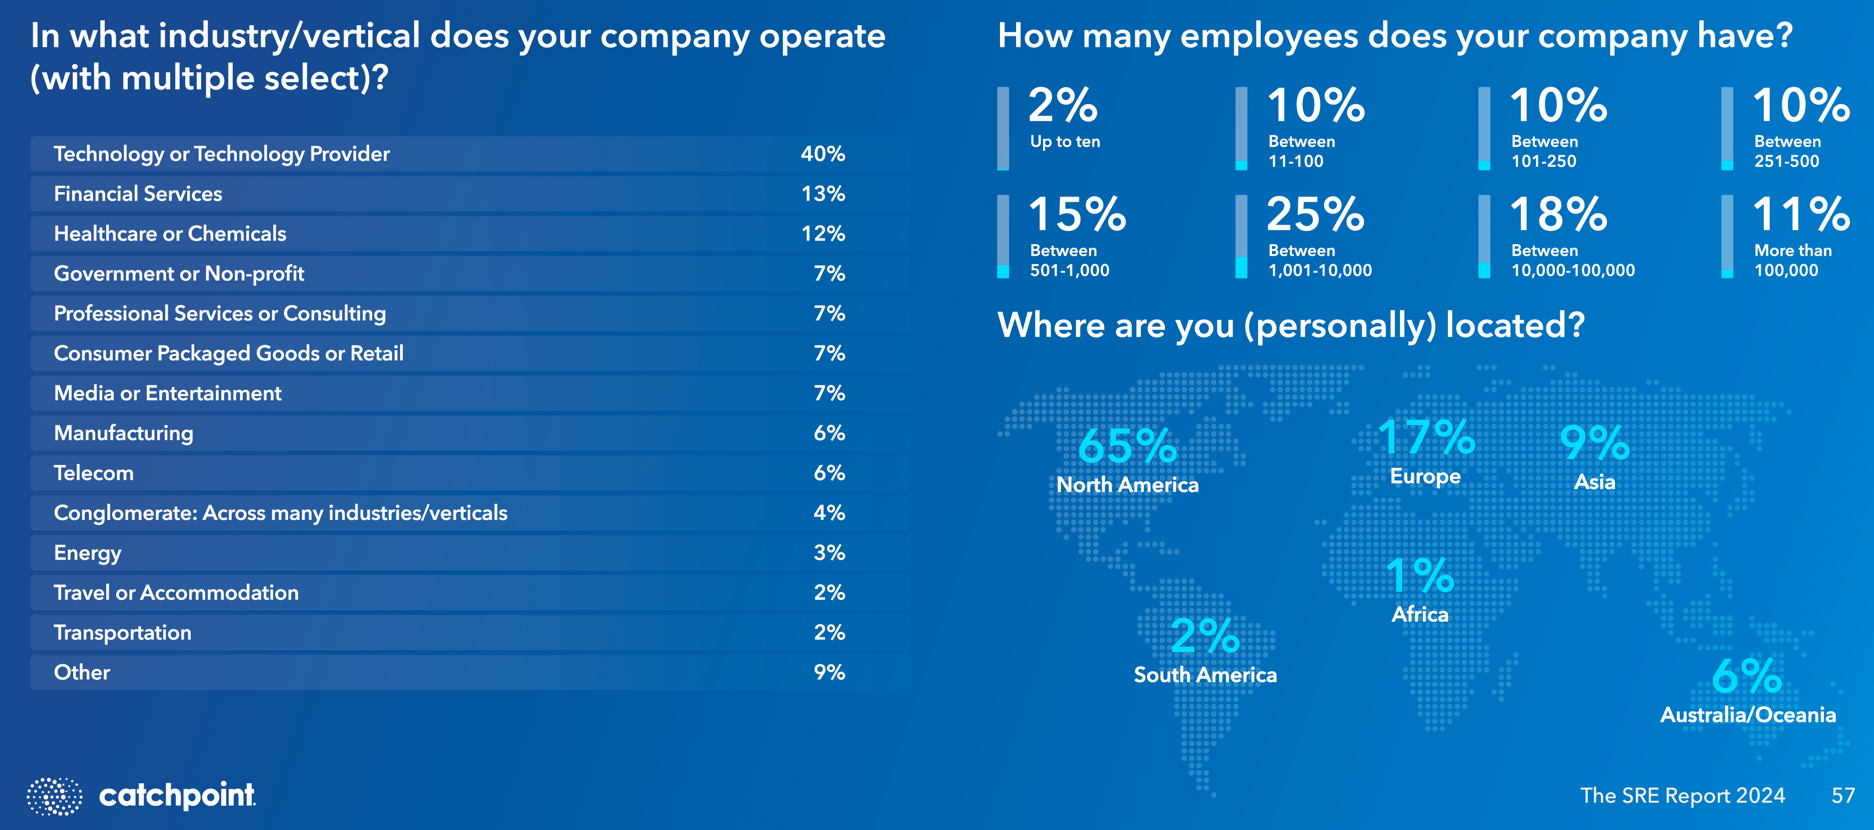 In what industry/vertical does your company operate
(with multiple select)?
Technology or Technology Provider 40%
Financial Services 13%
Healthcare or Chemicals 12%
Government or Non-profit 7%
Professional Services or Consulting 7%
Consumer Packaged Goods or Retail 7%
Media or Entertainment 7%
Manufacturing 6%
Telecom 6%
Conglomerate: Across many industries/verticals 4%
Energy 3%
Travel or Accommodation 2%
Transportation 2%
Other 9%
How many employees does your company have?
2%
Up to ten
10%
Between
11-100
10%
Between
101-250
10%
Between
251-500
15%
Between
501-1,000
25%
Between
1,001-10,000
18%
Between
10,000-100,000
11%
More than
100,000
Where are you (personally) located?
65%
North America
17%
Europe
9%
Asia
1%
Africa
2%
South America
6%
Australia/Oceania
catchpoint.
The SRE Report 2024 57